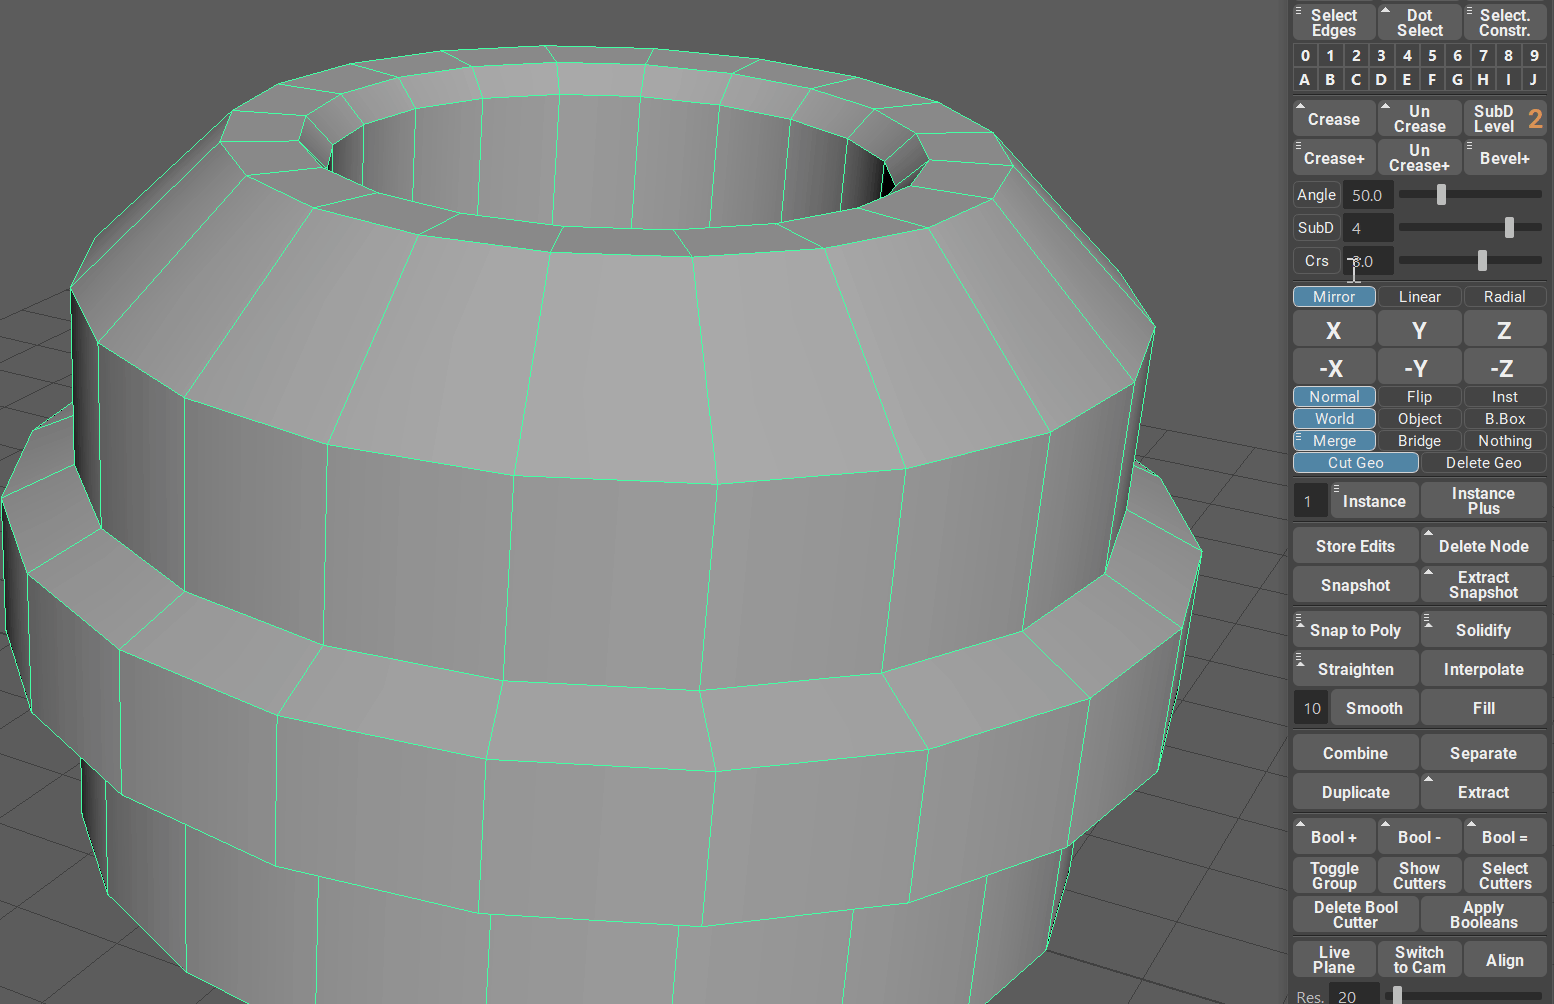 Select Edges Dot Select Select. Constr.
0 1 2 3 4 5 6 7 8 9
A B C D E F G H I J
Crease Un Crease SubD Level 2
Crease+ Un Crease+ Bevel+
Angle 50.0
SubD 4
Crs
Mirror Linear Radial
X Y Z
-X -Y -Z
Normal Flip Inst
World Object B.Box
Merge Bridge Nothing
Cut Geo Delete Geo
1 Instance Instance Plus
Store Edits Delete Node
Snapshot Extract Snapshot
Snap to Poly Solidify
Straighten Interpolate
10 Smooth Fill
Combine Separate
Duplicate Extract
Bool + Bool - Bool =
Toggle Group Show Cutters Select Cutters
Delete Bool Cutter Apply Booleans
Live Plane Switch to Cam Align
Res. 20